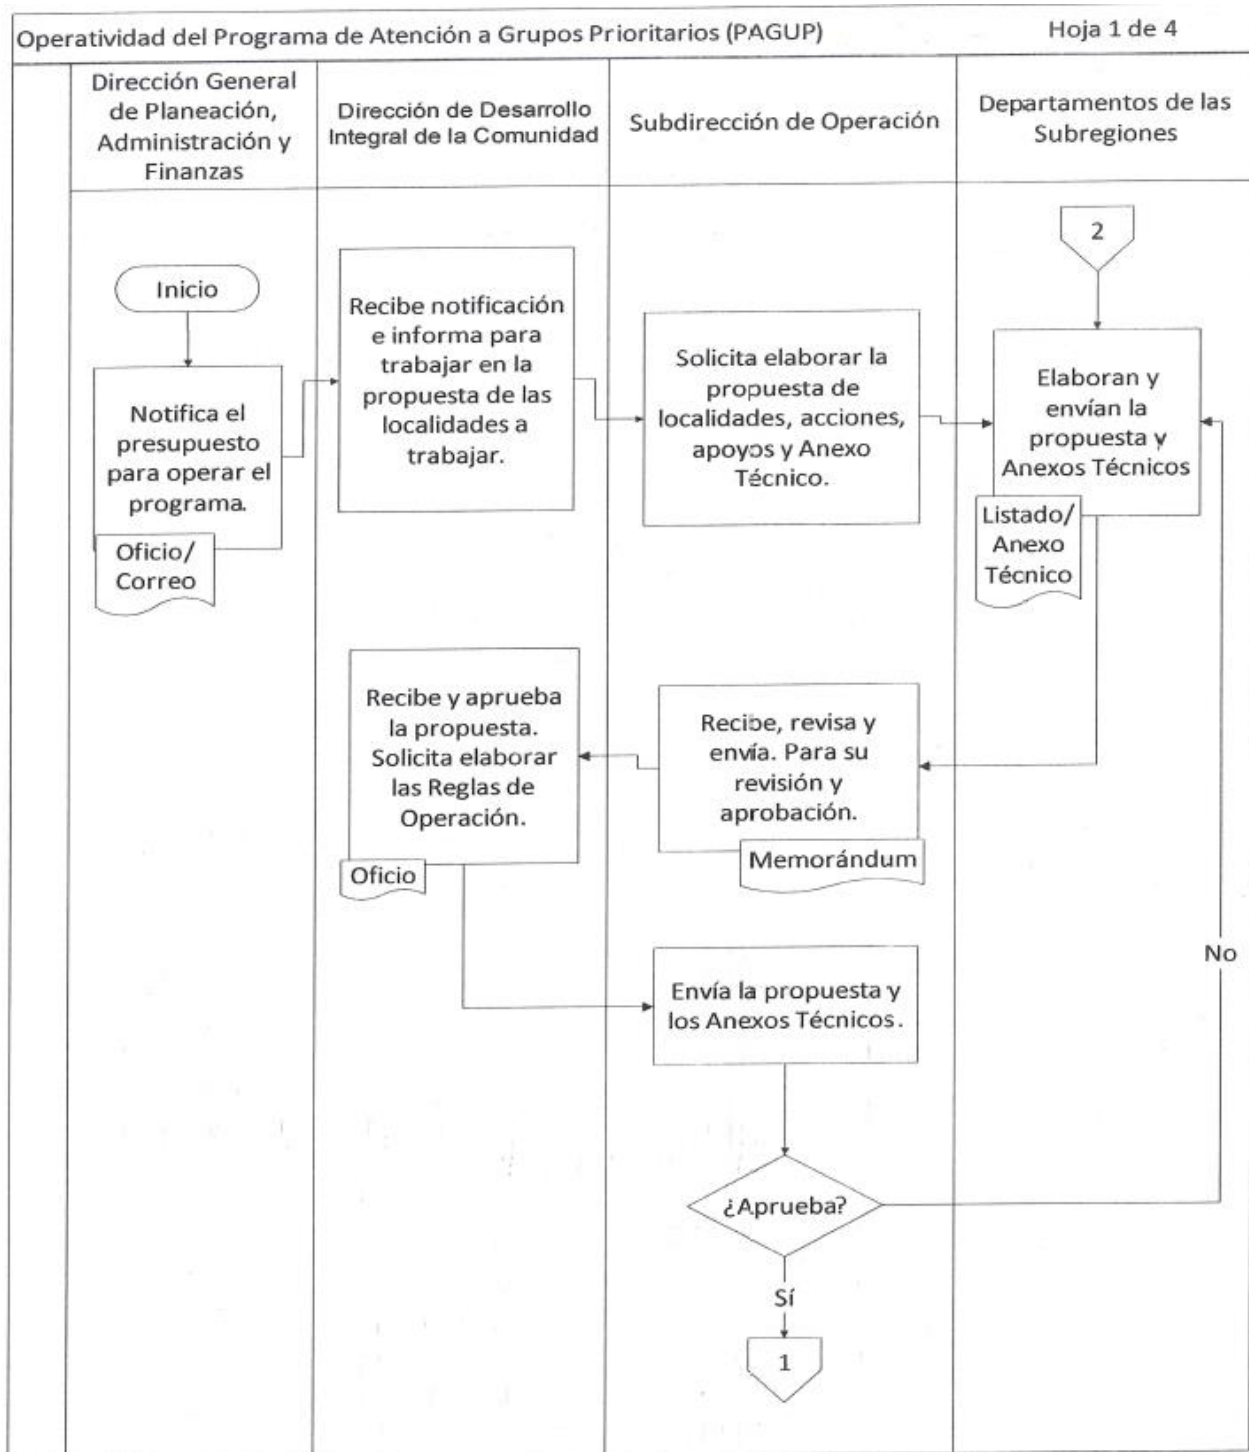 Operatividad del Programa de Atención a Grupos Prioritarios (PAGUP)
Hoja 1 de 4
Dirección General
de Planeación,
Administración y
Finanzas
Dirección de Desarrollo
Integral de la Comunidad
Subdirección de Operación
Departamentos de las
Subregiones
2
Inicio
Notifica el
presupuesto
para operar el
programa.
Oficio/
Correo
Recibe notificación
e informa para
trabajar en la
propuesta de las
localidades a
trabajar.
Solicita elaborar la
propuesta de
localidades, acciones,
apoyos y Anexo
Técnico.
Elaboran y
envían la
propuesta y
Anexos Técnicos
Listado/
Anexo
Técnico
Recibe y aprueba
la propuesta.
Solicita elaborar
las Reglas de
Operación.
Oficio
Recibe, revisa y
envía. Para su
revisión y
aprobación.
Memorándum
Envía la propuesta y
los Anexos Técnicos.
No
¿Aprueba?
Sí
1